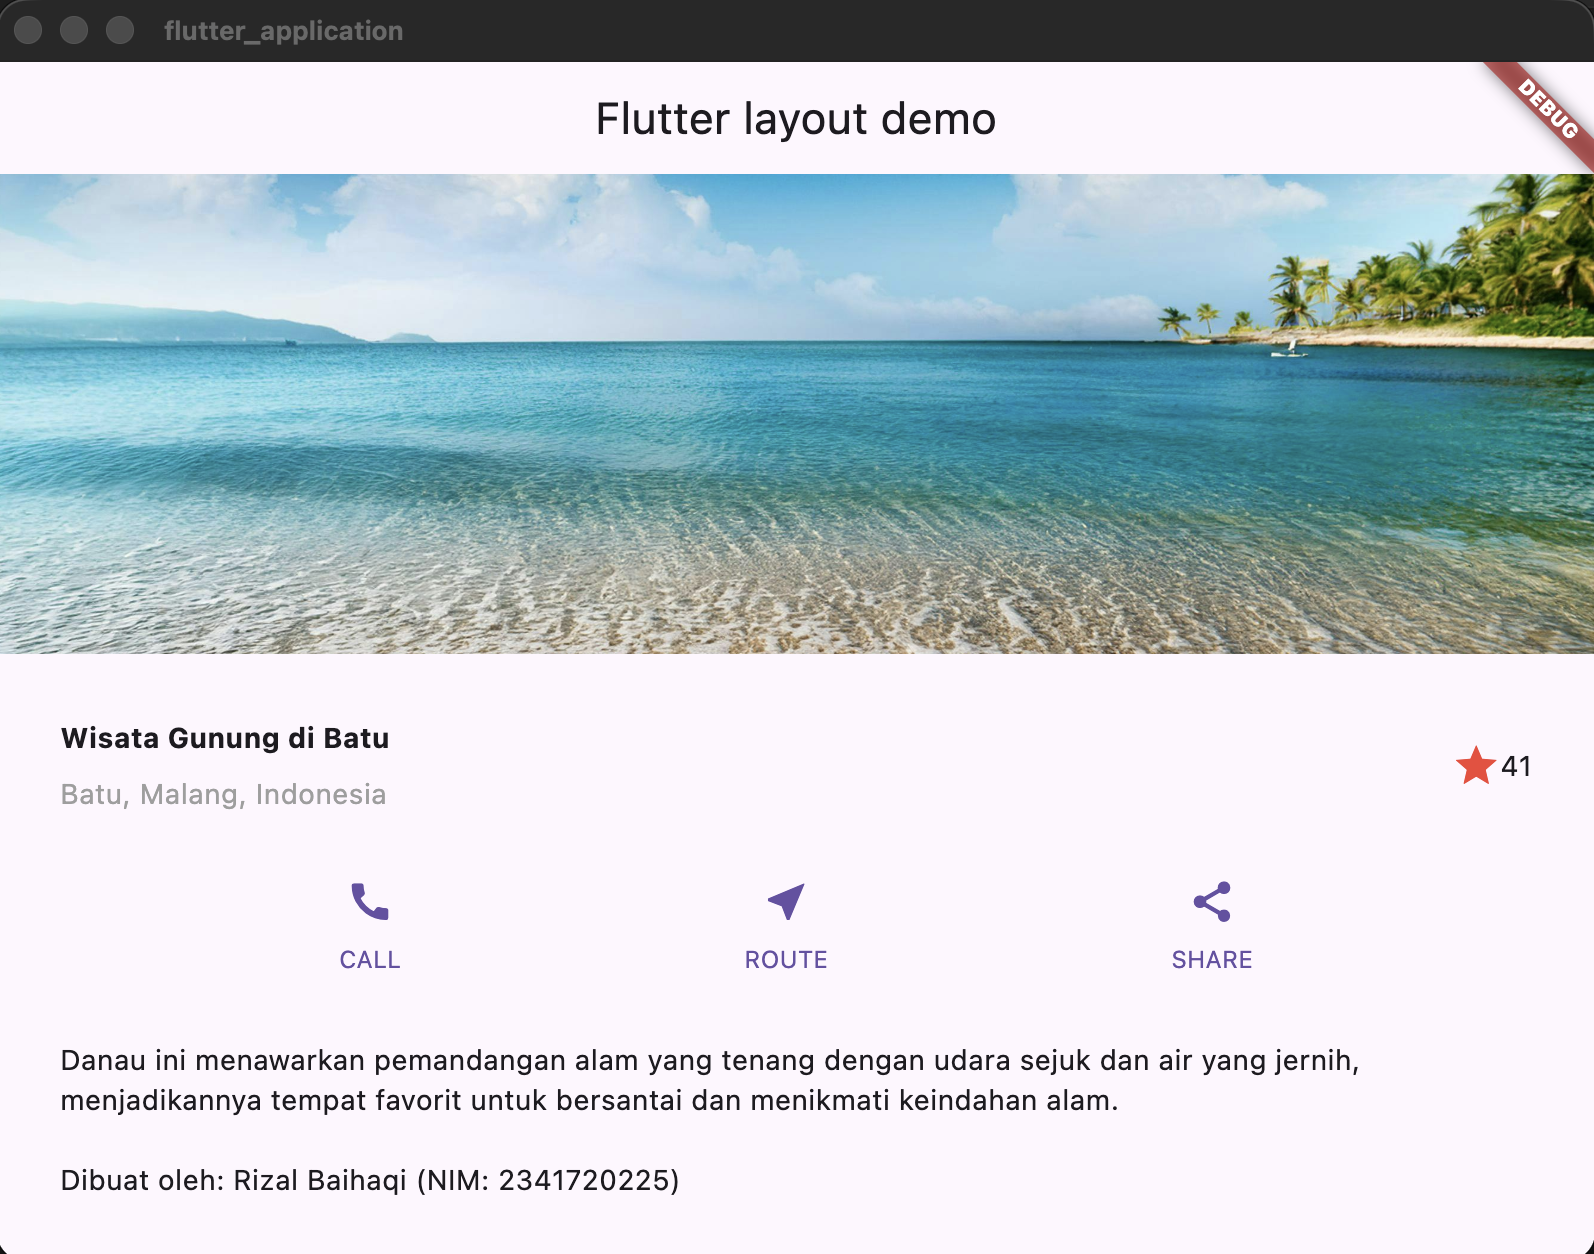 flutter_application
Flutter layout demo
DEBUG
Wisata Gunung di Batu
Batu, Malang, Indonesia
41
CALL
ROUTE
SHARE
Danau ini menawarkan pemandangan alam yang tenang dengan udara sejuk dan air yang jernih,
menjadikannya tempat favorit untuk bersantai dan menikmati keindahan alam.
Dibuat oleh: Rizal Baihaqi (NIM: 2341720225)